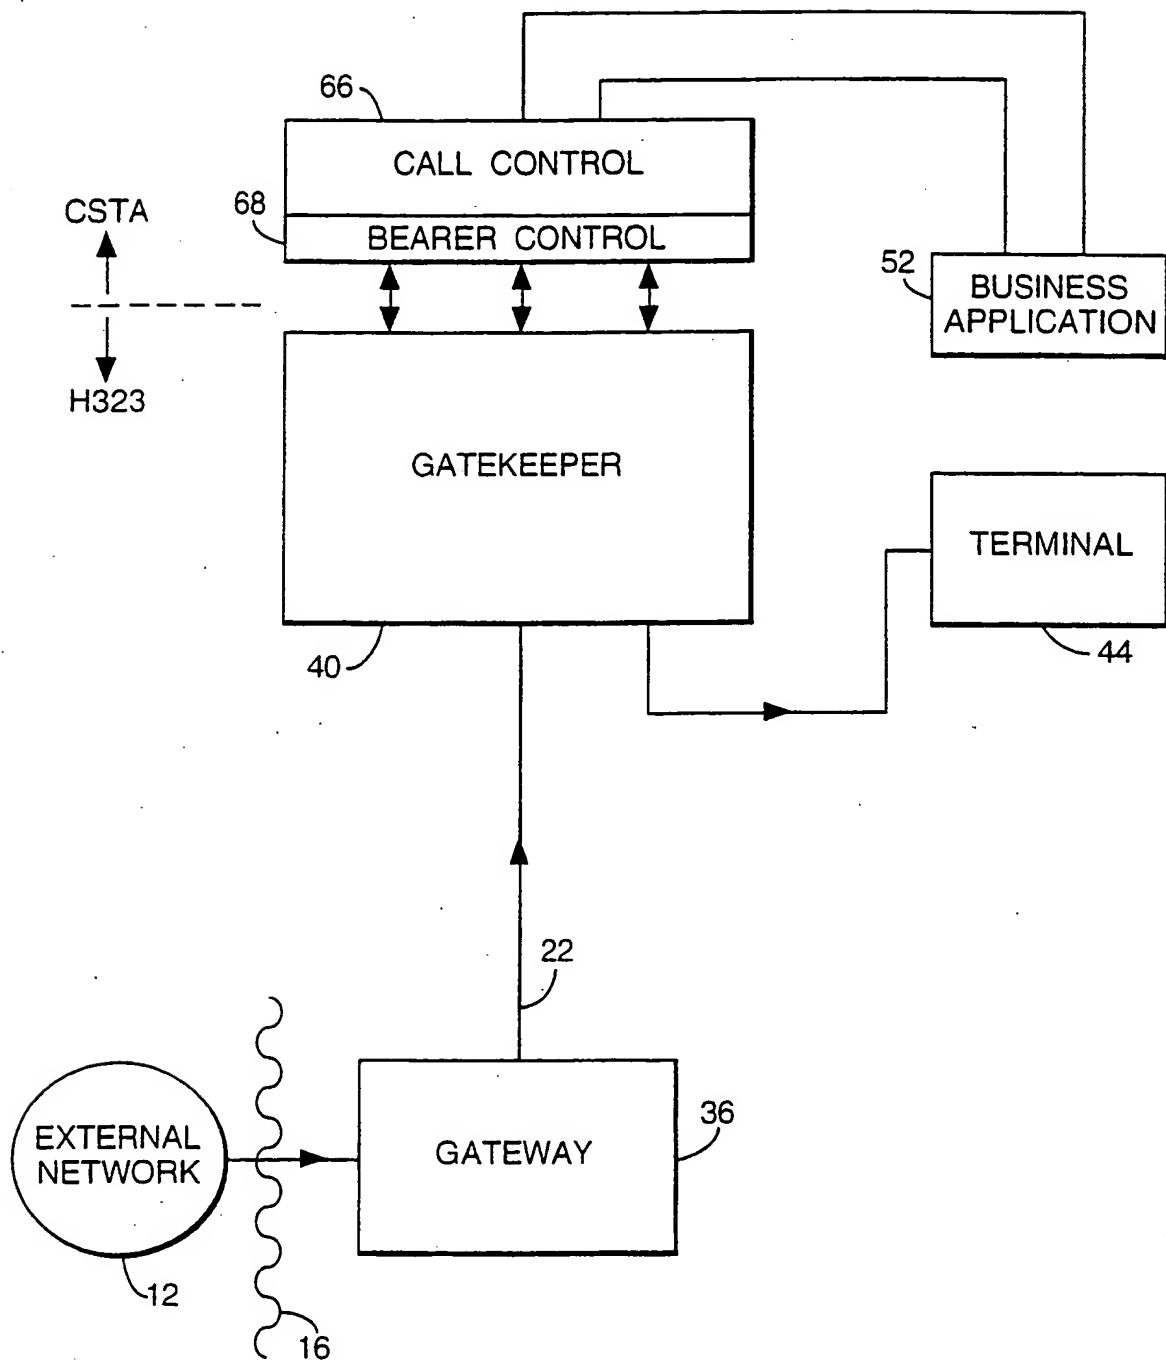 66
CALL CONTROL
CSTA
68
BEARER CONTROL
52
BUSINESS
APPLICATION
H323
GATEKEEPER
TERMINAL
40
44
22
EXTERNAL
NETWORK
GATEWAY
36
12
16